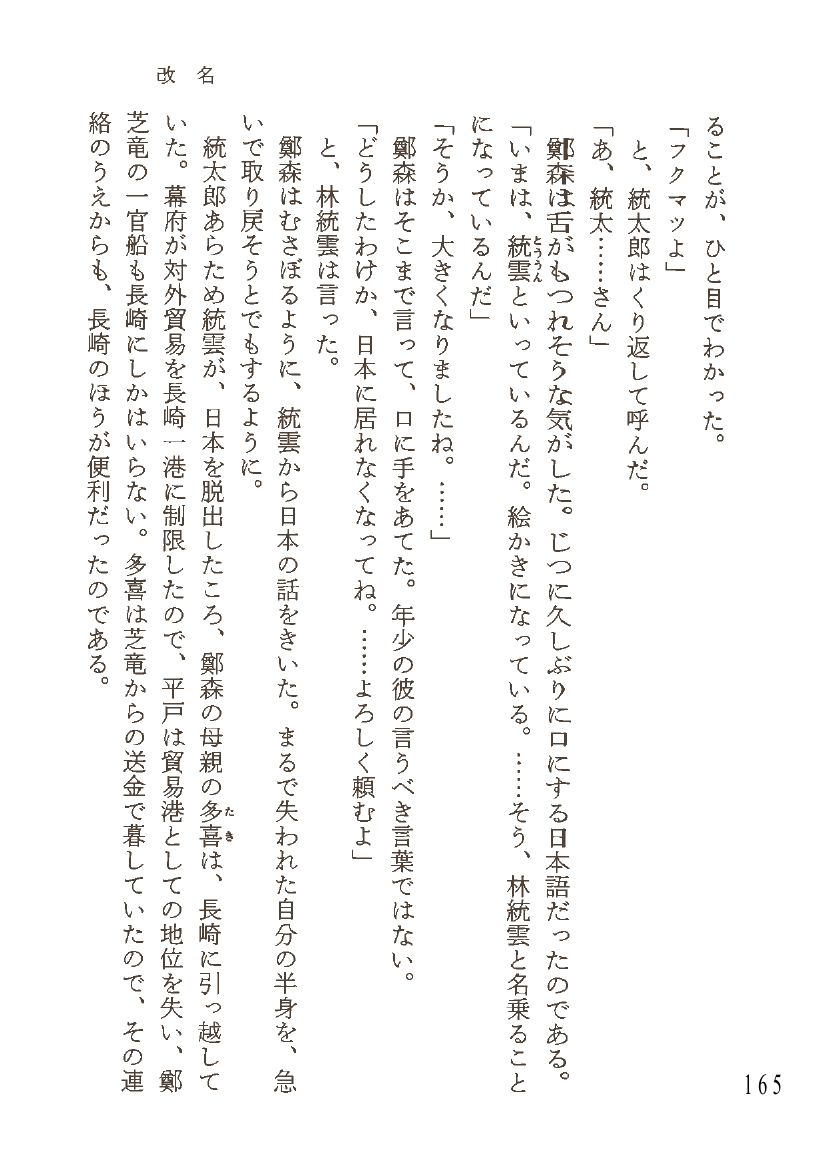 改名
ることが、ひと目でわかった。
「フクマツよ」
と、統太郎はくり返して呼んだ。
「あ、統太……さん」
鄭森は舌がもつれそうな気がした。じつに久しぶりに口にする日本語だったのである。
「いまは、統雲といっているんだ。絵かきになっている。……そう、林統雲と名乗ること
とううん
になっているんだ」
「そうか、大きくなりましたね。……」
鄭森はそこまで言って、口に手をあてた。年少の彼の言うべき言葉ではない。
「どうしたわけか、日本に居れなくなってね。……よろしく頼むよ」
と、林統雲は言った。
鄭森はむさぼるように、統雲から日本の話をきいた。まるで失われた自分の半身を、急
いで取り戻そうとでもするように。
統太郎あらため統雲が、日本を脱出したころ、鄭森の母親の多喜は、長崎に引っ越して
たき
いた。幕府が対外貿易を長崎一港に制限したので、平戸は貿易港としての地位を失い、鄭
芝竜の一官船も長崎にしかはいらない。多喜は芝竜からの送金で暮していたので、その連
絡のうえからも、長崎のほうが便利だったのである。
165